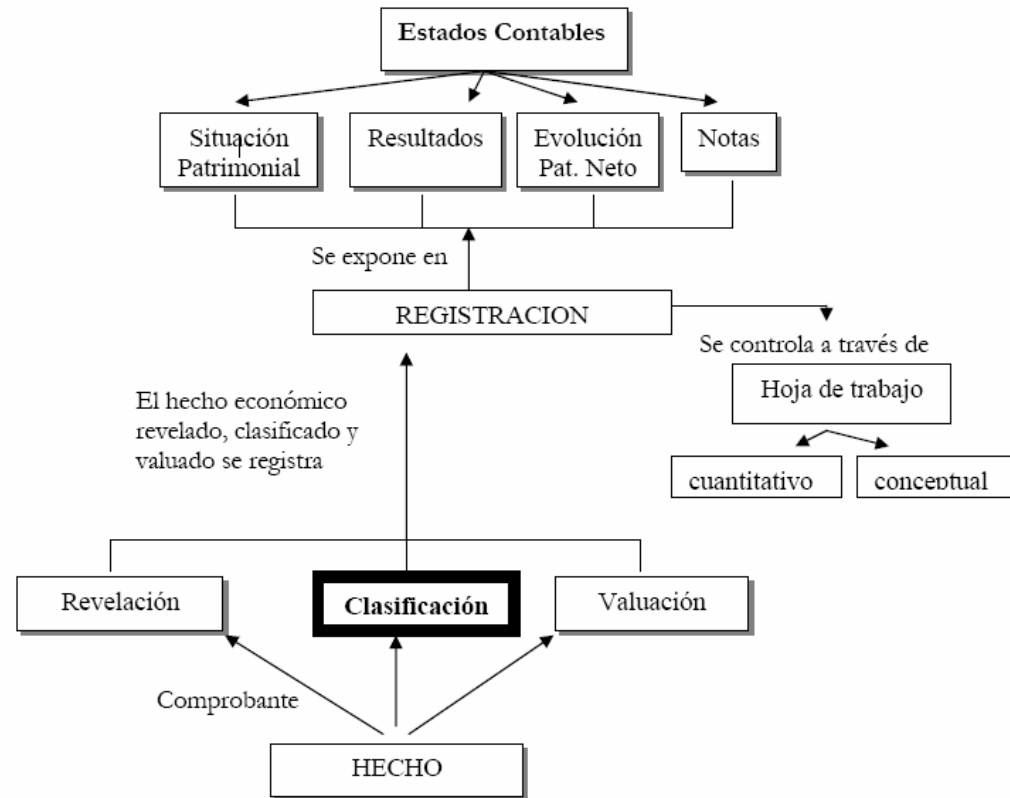 Estados Contables
Situación
Patrimonial
Resultados
Evolución
Pat. Neto
Notas
Se expone en
REGISTRACION
Se controla a través de
Hoja de trabajo
cuantitativo
conceptual
El hecho económico
revelado, clasificado y
valuado se registra
Revelación
Clasificación
Valuación
Comprobante
HECHO